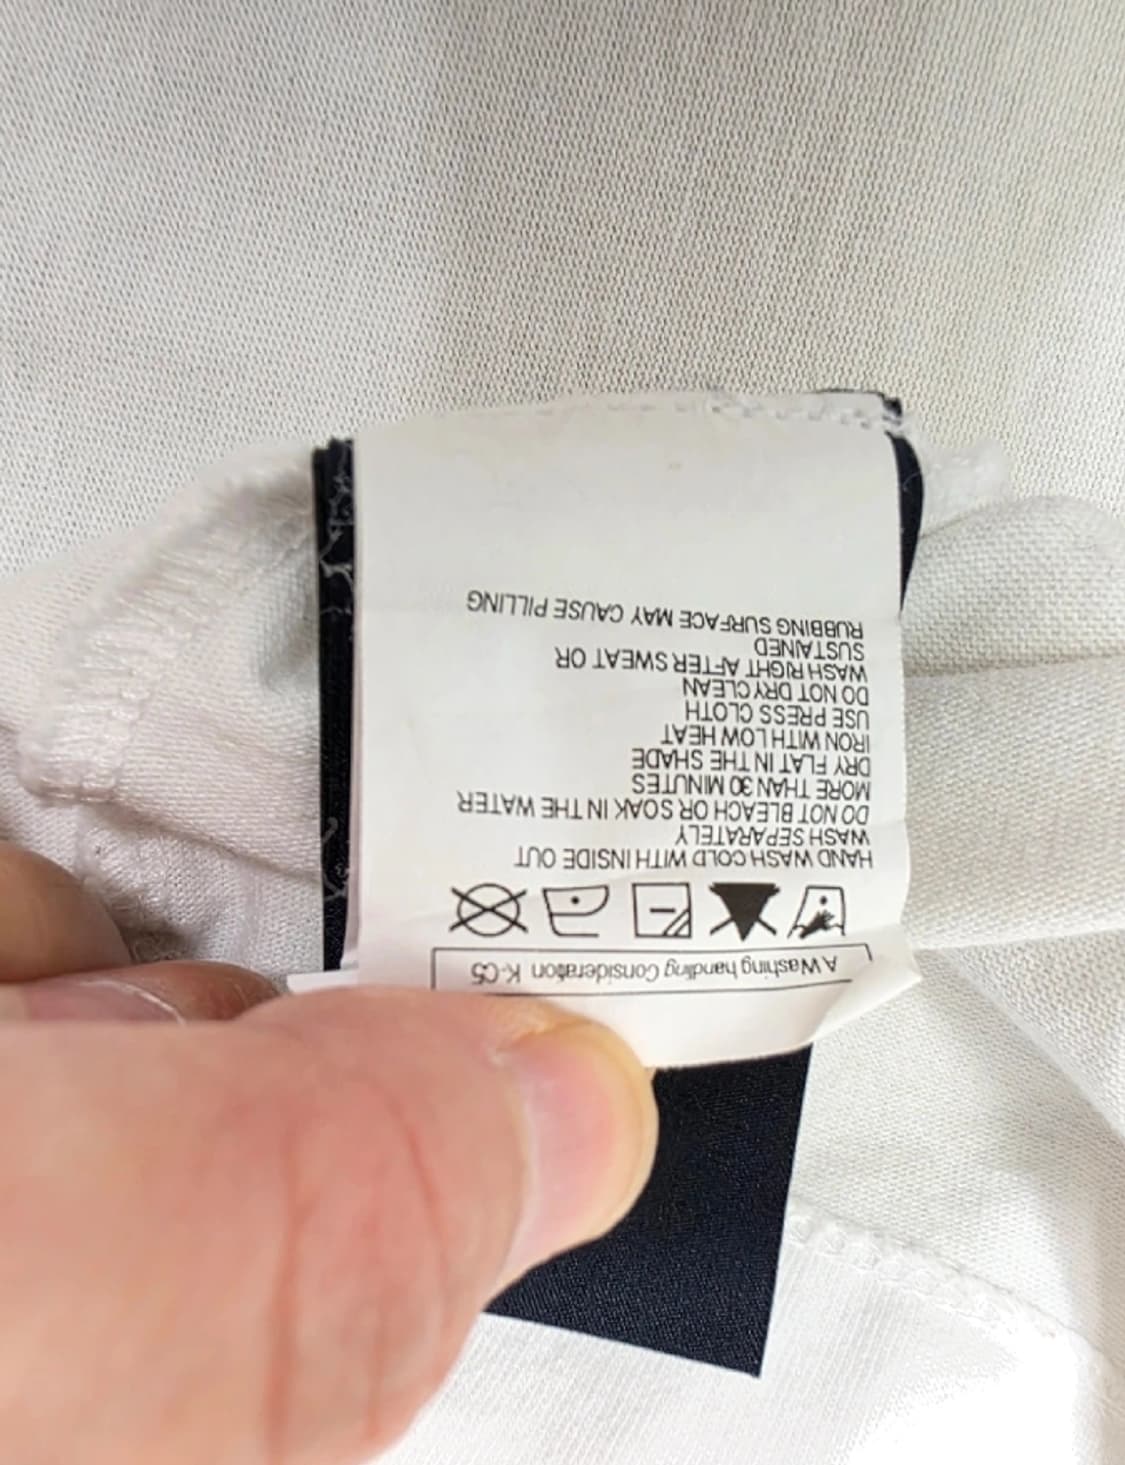 A Washing handling Consideration K-C5
HAND WASH COLD WITH INSIDE OUT
WASH SEPARATELY
DO NOT BLEACH OR SOAK IN THE WATER
MORE THAN 30 MINUTES
DRY FLAT IN THE SHADE
IRON WITH LOW HEAT
USE PRESS CLOTH
DO NOT DRY CLEAN
WASH RIGHT AFTER SWEAT OR
SUSTAINED
RUBBING SURFACE MAY CAUSE PILLING